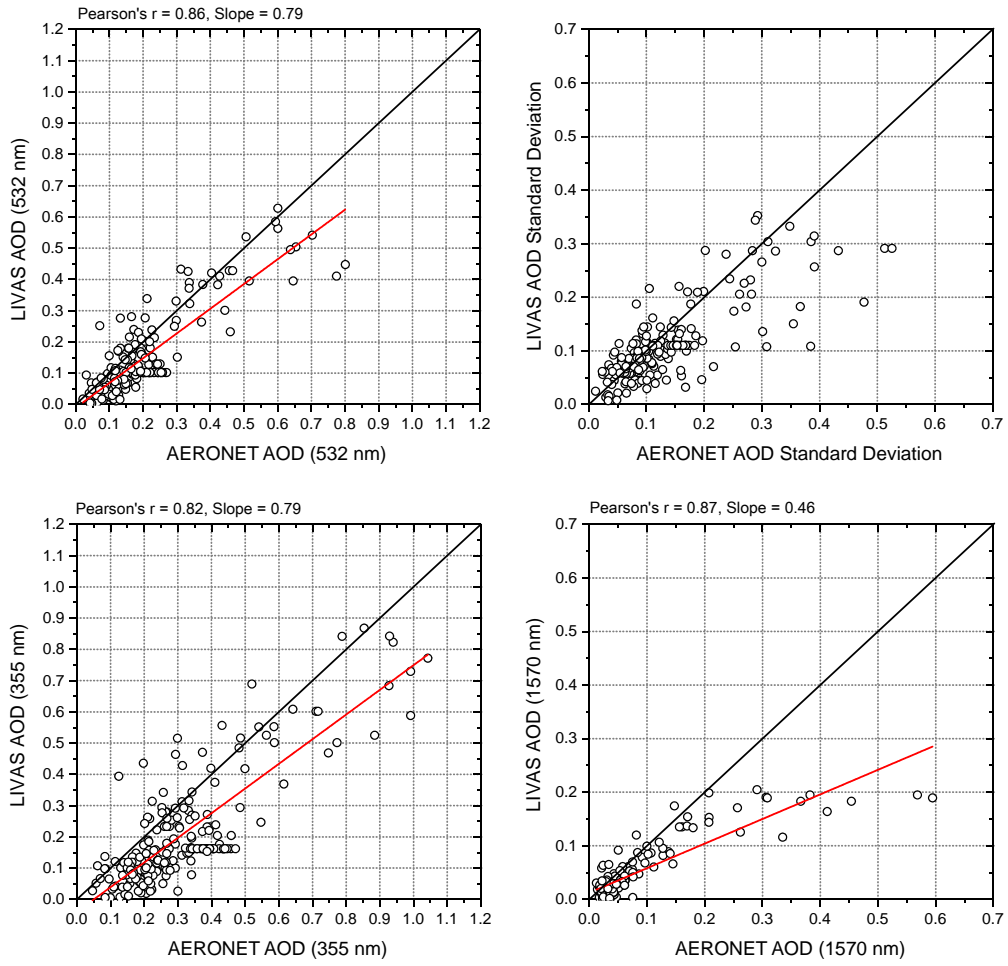 Pearson's r = 0.86, Slope = 0.79
1.2
1.1
1.0
0.9
0.8
0.7
0.6
0.5
0.4
0.3
0.2
0.1
0.0
LIVAS AOD (532 nm)
0.0 0.1 0.2 0.3 0.4 0.5 0.6 0.7 0.8 0.9 1.0 1.1 1.2
AERONET AOD (532 nm)
0.7
0.6
0.5
0.4
0.3
0.2
0.1
0.0
LIVAS AOD Standard Deviation
0.0 0.1 0.2 0.3 0.4 0.5 0.6 0.7
AERONET AOD Standard Deviation
Pearson's r = 0.82, Slope = 0.79
1.2
1.1
1.0
0.9
0.8
0.7
0.6
0.5
0.4
0.3
0.2
0.1
0.0
LIVAS AOD (355 nm)
0.0 0.1 0.2 0.3 0.4 0.5 0.6 0.7 0.8 0.9 1.0 1.1 1.2
AERONET AOD (355 nm)
Pearson's r = 0.87, Slope = 0.46
0.7
0.6
0.5
0.4
0.3
0.2
0.1
0.0
LIVAS AOD (1570 nm)
0.0 0.1 0.2 0.3 0.4 0.5 0.6 0.7
AERONET AOD (1570 nm)